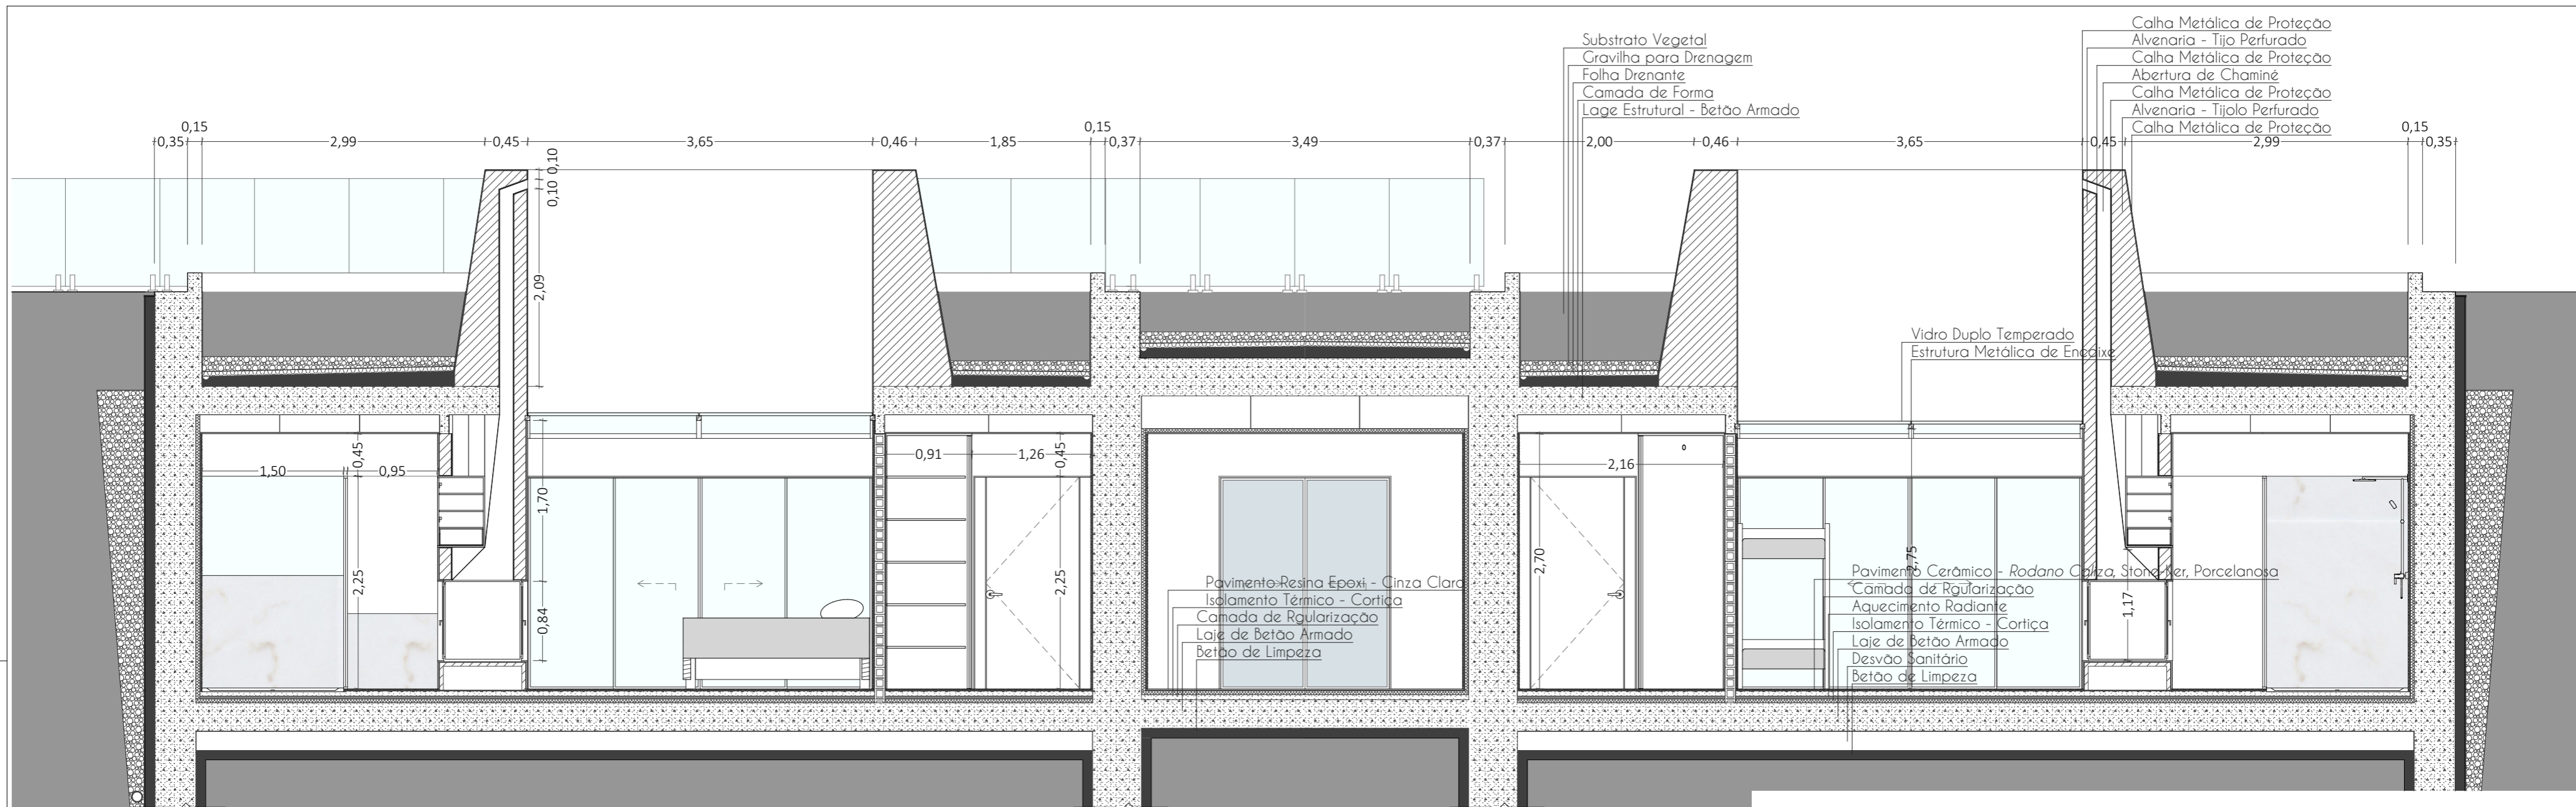 Calha Metálica de Proteção
Alvenaria - Tijo Perfurado
Calha Metálica de Proteção
Abertura de Chaminé
Calha Metálica de Proteção
Alvenaria - Tijolo Perfurado
Calha Metálica de Proteção
Substrato Vegetal
Gravilha para Drenagem
Folha Drenante
Camada de Forma
Lage Estrutural - Betão Armado
0,15
0,15
0,15
0,35
2,99
0,45
3,65
0,46
1,85
0,37
3,49
0,37
2,00
0,46
3,65
0,45
2,99
0,35
0,10
0,10
2,09
Vidro Duplo Temperado
Estrutura Metálica de Encaixe
0,45
0,91
1,26
0,45
2,16
1,50
0,95
1,70
2,25
0,84
2,25
2,70
2,75
1,17
Pavimento Resina Epoxi - Cinza Claro
Isolamento Térmico - Cortiça
Camada de Rgularização
Laje de Betão Armado
Betão de Limpeza
Pavimento Cerâmico - Rodano Caliza, Stone-Ker, Porcelanosa
Camada de Rgularização
Aquecimento Radiante
Isolamento Térmico - Cortiça
Laje de Betão Armado
Desvão Sanitário
Betão de Limpeza